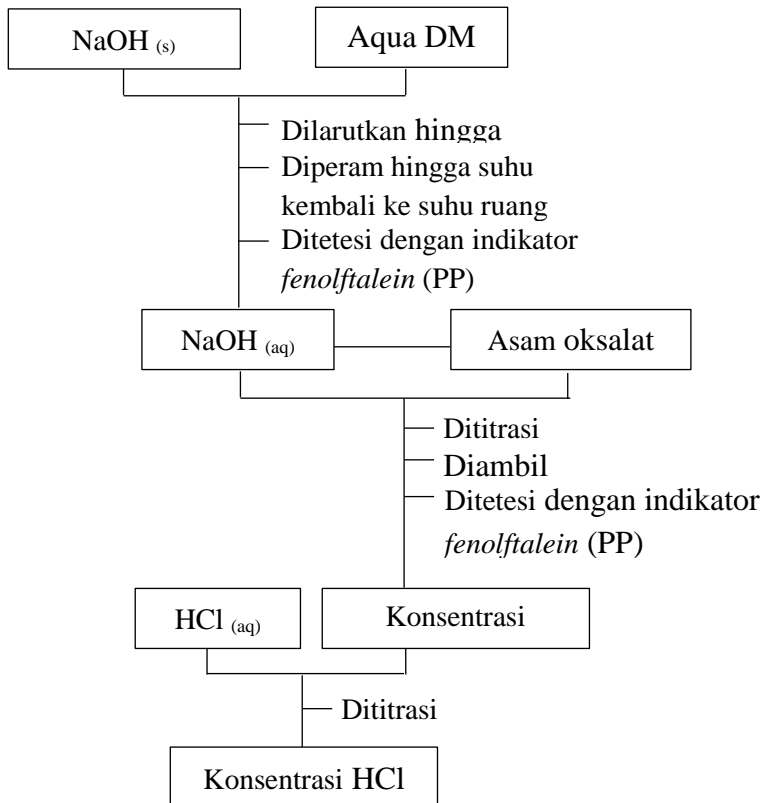 NaOH (s)
Aqua DM
Dilarutkan hingga
Diperam hingga suhu
kembali ke suhu ruang
Ditetesi dengan indikator
fenolftalein (PP)
NaOH (aq)
Asam oksalat
Dititrasi
Diambil
Ditetesi dengan indikator
fenolftalein (PP)
HCl (aq)
Konsentrasi
Dititrasi
Konsentrasi HCl